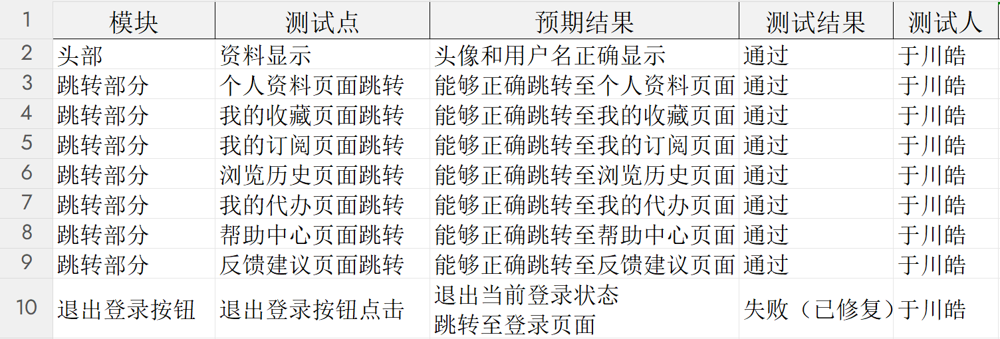 1 模块 测试点 预期结果 测试结果 测试人
2 头部 资料显示 头像和用户名正确显示 通过 于川皓
3 跳转部分 个人资料页面跳转 能够正确跳转至个人资料页面 通过 于川皓
4 跳转部分 我的收藏页面跳转 能够正确跳转至我的收藏页面 通过 于川皓
5 跳转部分 我的订阅页面跳转 能够正确跳转至我的订阅页面 通过 于川皓
6 跳转部分 浏览历史页面跳转 能够正确跳转至浏览历史页面 通过 于川皓
7 跳转部分 我的代办页面跳转 能够正确跳转至我的代办页面 通过 于川皓
8 跳转部分 帮助中心页面跳转 能够正确跳转至帮助中心页面 通过 于川皓
9 跳转部分 反馈建议页面跳转 能够正确跳转至反馈建议页面 通过 于川皓
10 退出登录按钮 退出登录按钮点击 退出当前登录状态
跳转至登录页面 失败（已修复） 于川皓